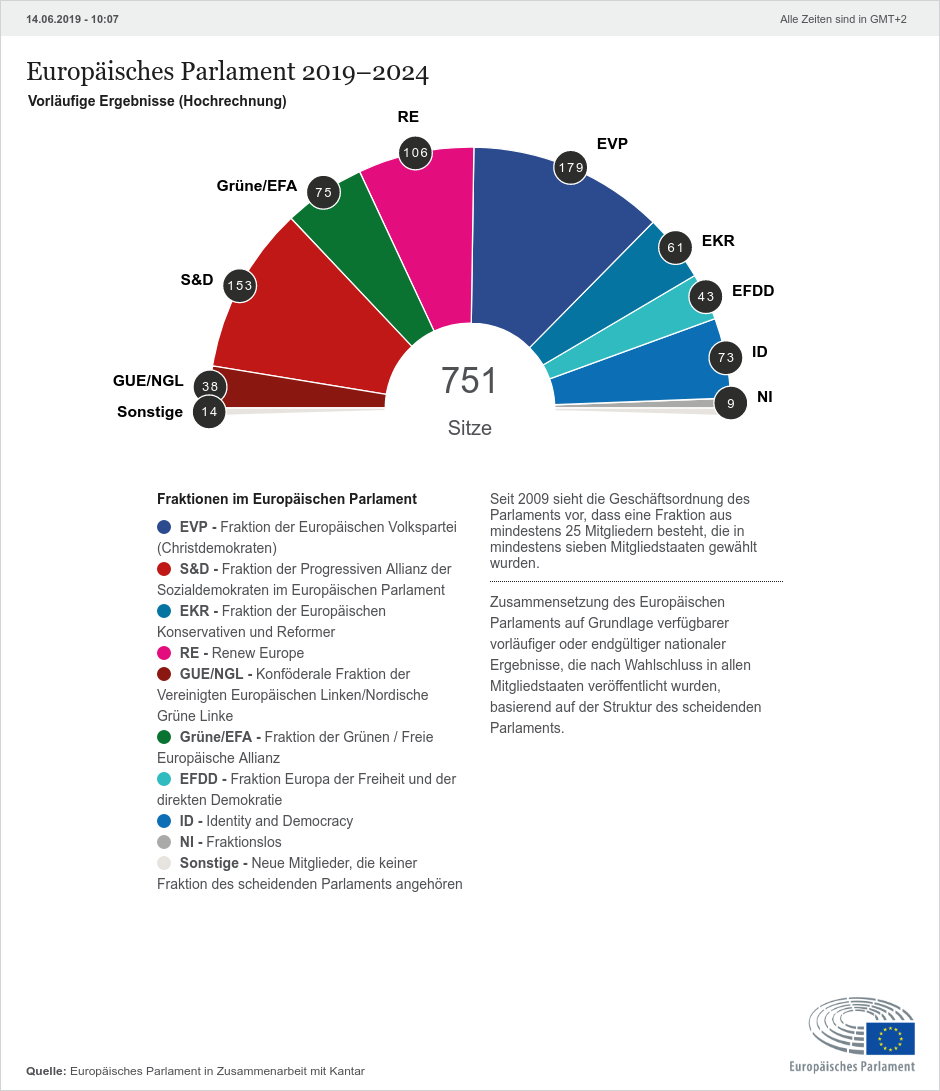 14.06.2019 - 10:07
Alle Zeiten sind in GMT+2
Europäisches Parlament 2019–2024
Vorläufige Ergebnisse (Hochrechnung)
RE
106
EVP
179
Grüne/EFA
75
EKR
61
S&D
153
EFDD
43
ID
73
GUE/NGL
38
NI
9
Sonstige
14
751
Sitze
Fraktionen im Europäischen Parlament
EVP - Fraktion der Europäischen Volkspartei
(Christdemokraten)
S&D - Fraktion der Progressiven Allianz der
Sozialdemokraten im Europäischen Parlament
EKR - Fraktion der Europäischen
Konservativen und Reformer
RE - Renew Europe
GUE/NGL - Konföderale Fraktion der
Vereinigten Europäischen Linken/Nordische
Grüne Linke
Grüne/EFA - Fraktion der Grünen / Freie
Europäische Allianz
EFDD - Fraktion Europa der Freiheit und der
direkten Demokratie
ID - Identity and Democracy
NI - Fraktionslos
Sonstige - Neue Mitglieder, die keiner
Fraktion des scheidenden Parlaments angehören
Seit 2009 sieht die Geschäftsordnung des
Parlaments vor, dass eine Fraktion aus
mindestens 25 Mitgliedern besteht, die in
mindestens sieben Mitgliedstaaten gewählt
wurden.
Zusammensetzung des Europäischen
Parlaments auf Grundlage verfügbarer
vorläufiger oder endgültiger nationaler
Ergebnisse, die nach Wahlschluss in allen
Mitgliedstaaten veröffentlicht wurden,
basierend auf der Struktur des scheidenden
Parlaments.
Europäisches Parlament
Quelle: Europäisches Parlament in Zusammenarbeit mit Kantar